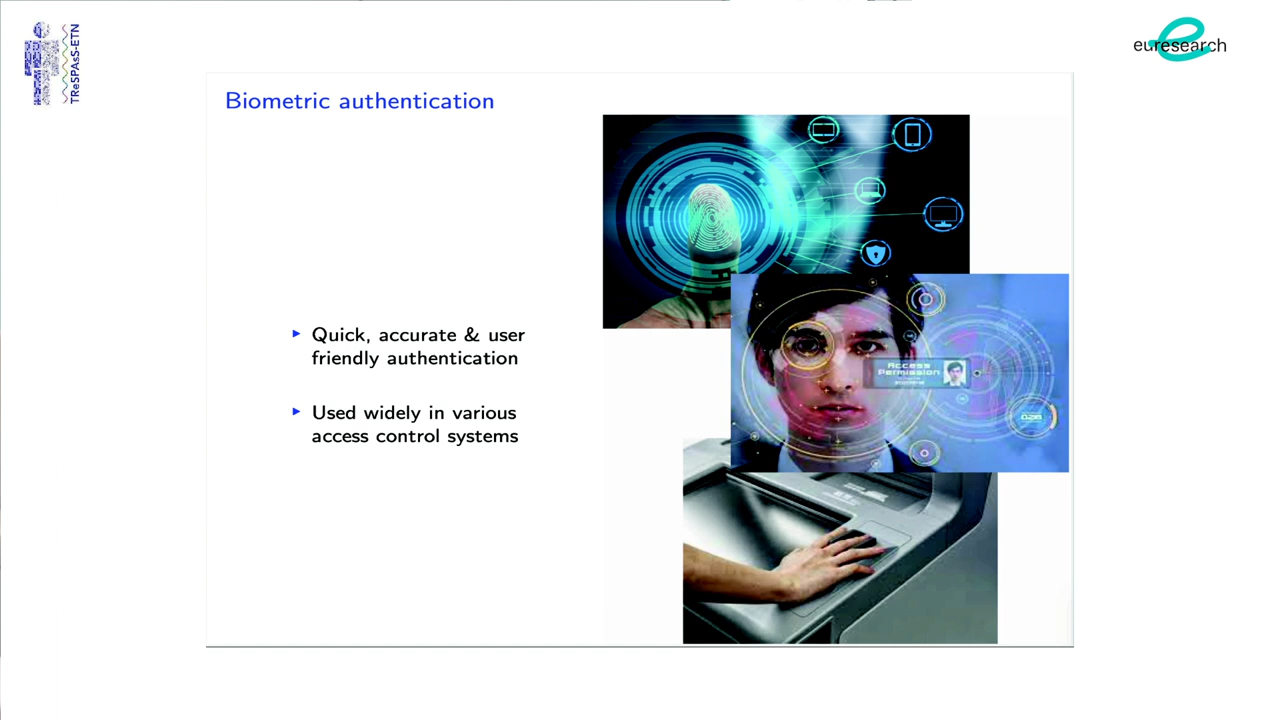 TReSPAsS-ETN
euresearch
Biometric authentication
Quick, accurate & user
friendly authentication
Used widely in various
access control systems
Access
Permission